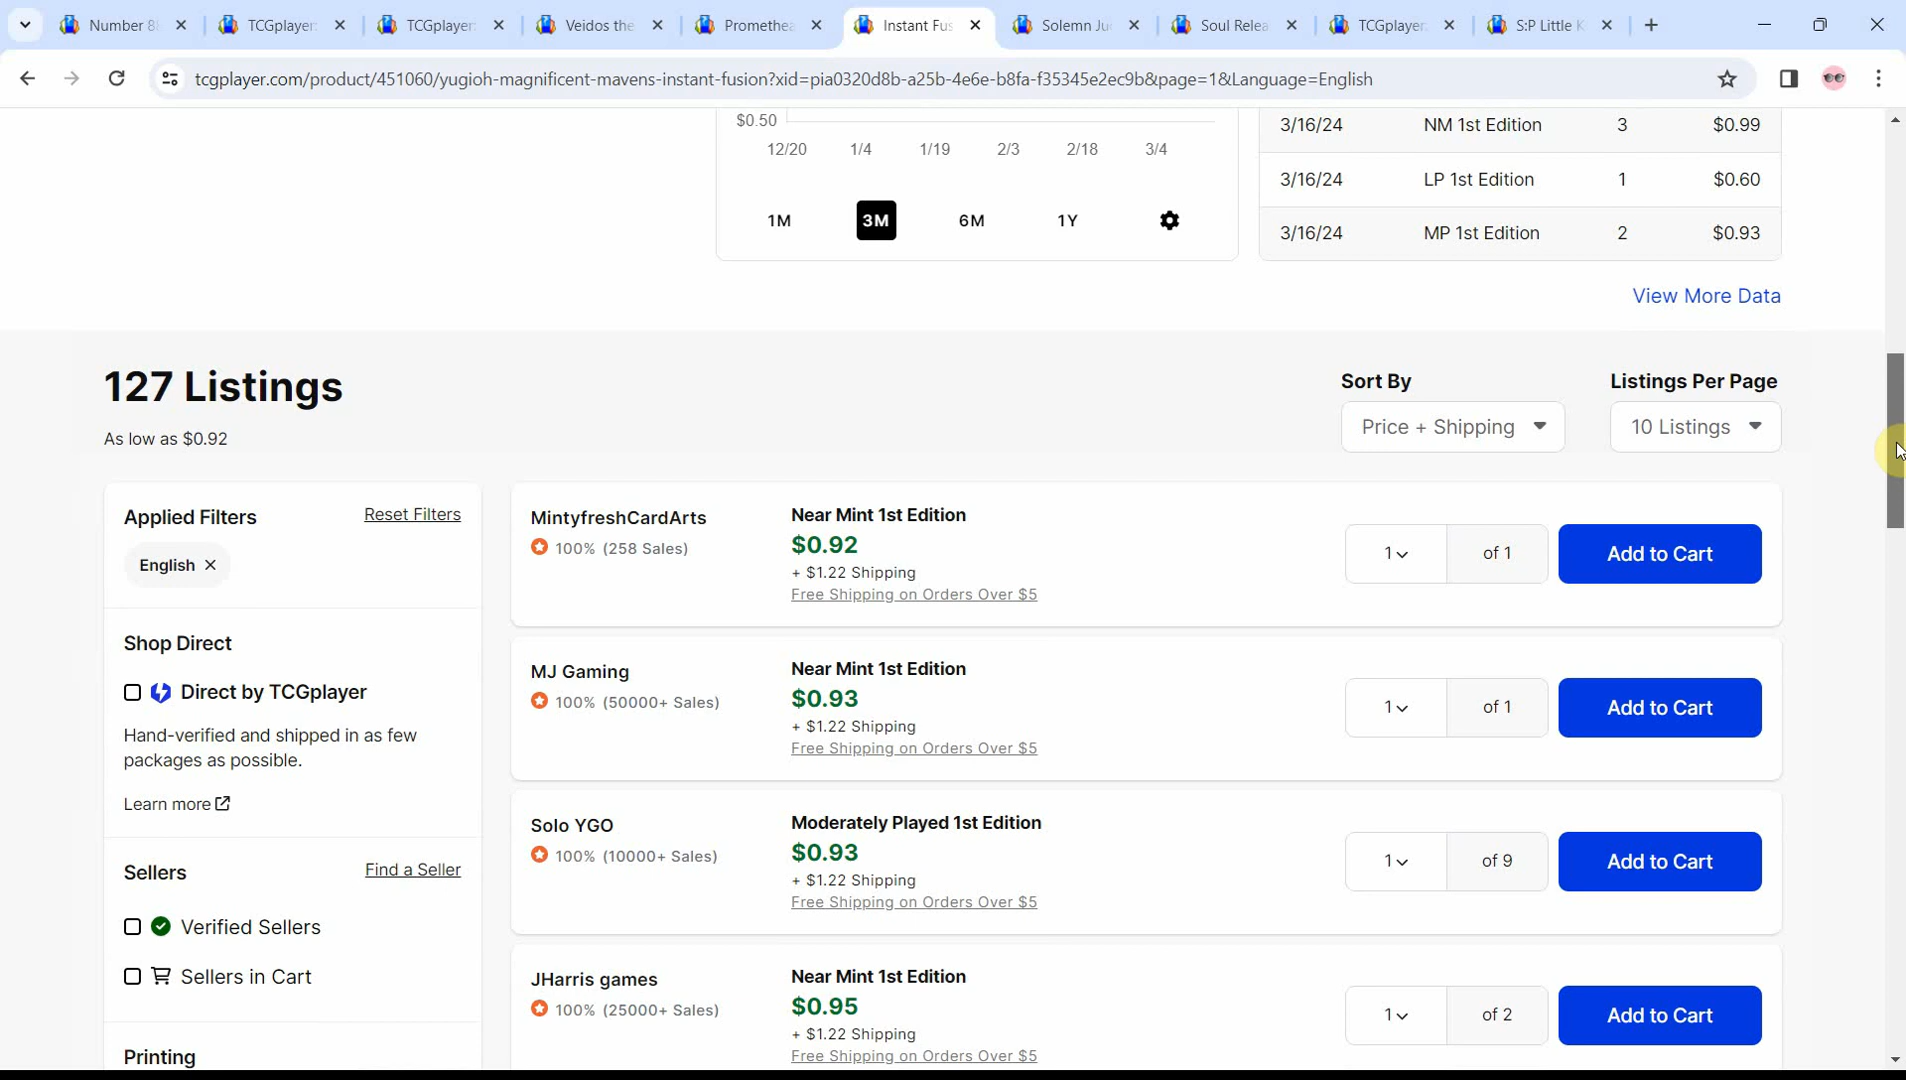 Number 8
TCGplayer
TCGplayer
Veidos the
Promethea
Instant Fus
Solemn Ju
Soul Relea
TCGplayer
S:P Little K
tcgplayer.com/product/451060/yugioh-magnificent-mavens-instant-fusion?xid=pia0320d8b-a25b-4e6e-b8fa-f35345e2ec9b&page=1&Language=English
$0.50
12/20 1/4 1/19 2/3 2/18 3/4
1M 3M 6M 1Y
3/16/24 NM 1st Edition 3 $0.99
3/16/24 LP 1st Edition 1 $0.60
3/16/24 MP 1st Edition 2 $0.93
View More Data
127 Listings
As low as $0.92
Sort By
Price + Shipping
Listings Per Page
10 Listings
Applied Filters
Reset Filters
English
Shop Direct
Direct by TCGplayer
Hand-verified and shipped in as few
packages as possible.
Learn more
Sellers
Find a Seller
Verified Sellers
Sellers in Cart
Printing
MintyfreshCardArts
100% (258 Sales)
Near Mint 1st Edition
$0.92
+ $1.22 Shipping
Free Shipping on Orders Over $5
1 of 1
Add to Cart
MJ Gaming
100% (50000+ Sales)
Near Mint 1st Edition
$0.93
+ $1.22 Shipping
Free Shipping on Orders Over $5
1 of 1
Add to Cart
Solo YGO
100% (10000+ Sales)
Moderately Played 1st Edition
$0.93
+ $1.22 Shipping
Free Shipping on Orders Over $5
1 of 9
Add to Cart
JHarris games
100% (25000+ Sales)
Near Mint 1st Edition
$0.95
+ $1.22 Shipping
Free Shipping on Orders Over $5
1 of 2
Add to Cart